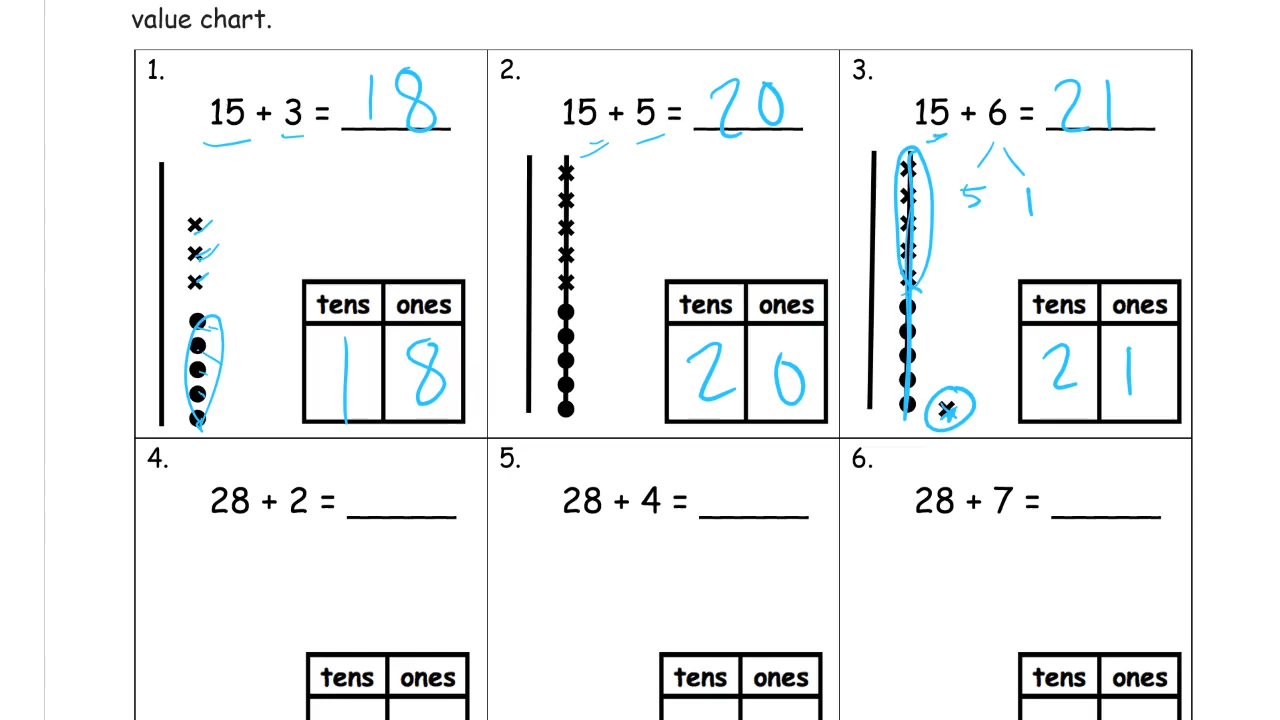 value chart.
1.
15 + 3 = 18
tens ones
1 8
2.
15 + 5 = 20
tens ones
2 0
3.
15 + 6 = 21
5 1
tens ones
2 1
4.
28 + 2 = ______
tens ones
5.
28 + 4 = ______
tens ones
6.
28 + 7 = ______
tens ones